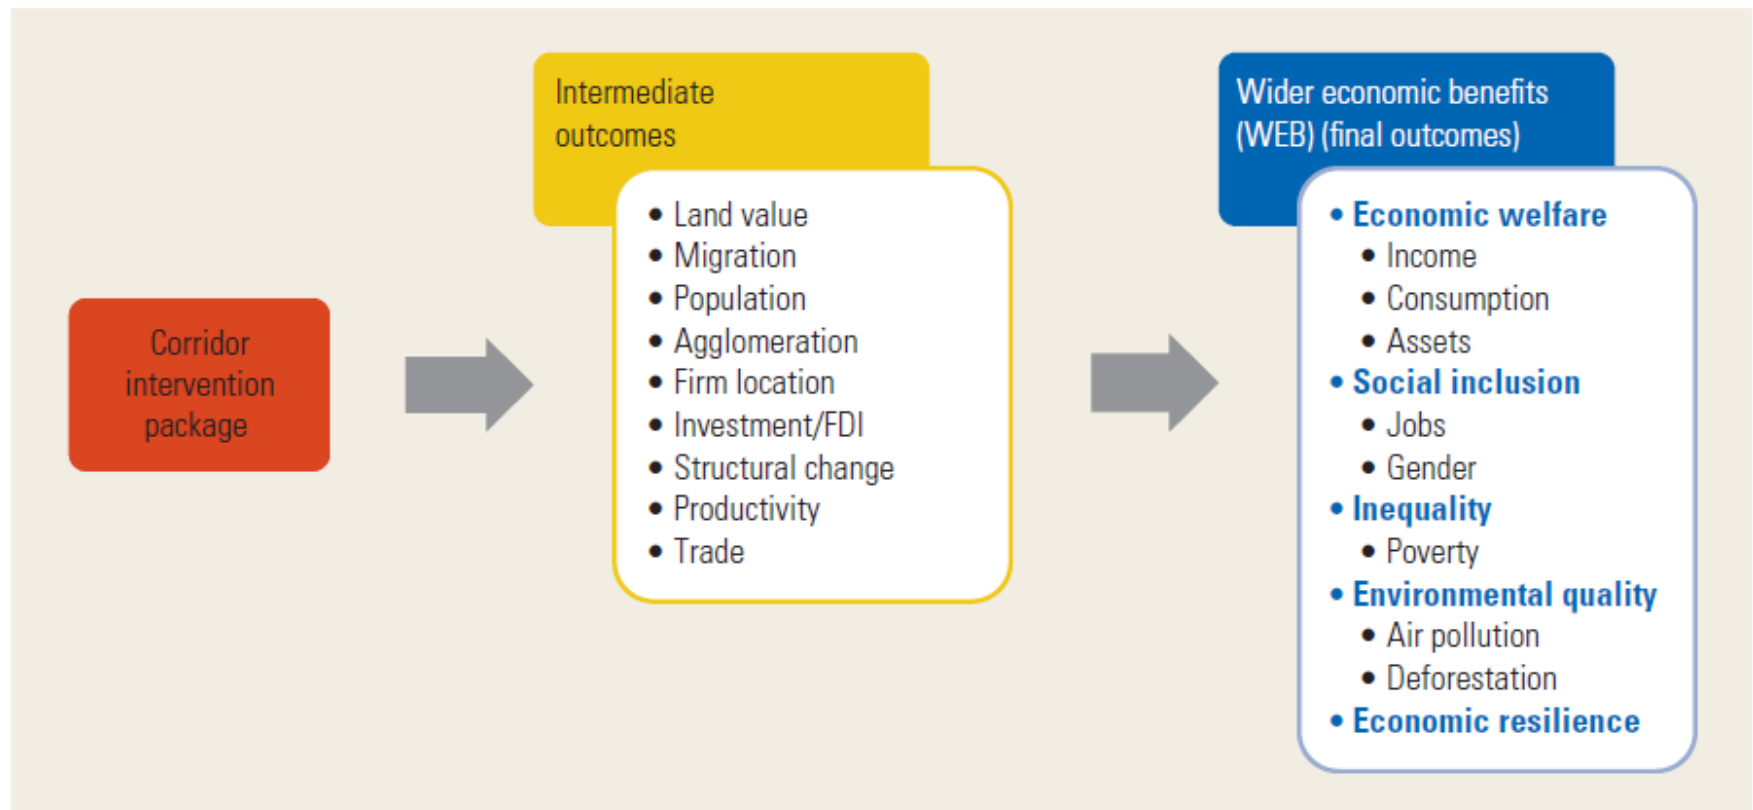 Corridor
intervention
package
Intermediate
outcomes
• Land value
• Migration
• Population
• Agglomeration
• Firm location
• Investment/FDI
• Structural change
• Productivity
• Trade
Wider economic benefits
(WEB) (final outcomes)
• Economic welfare
• Income
• Consumption
• Assets
• Social inclusion
• Jobs
• Gender
• Inequality
• Poverty
• Environmental quality
• Air pollution
• Deforestation
• Economic resilience